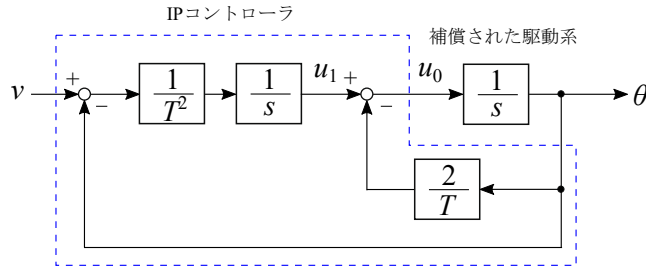 IPコントローラ
補償された駆動系
v + − 1/T² 1/s u₁ + − u₀ 1/s θ
2/T